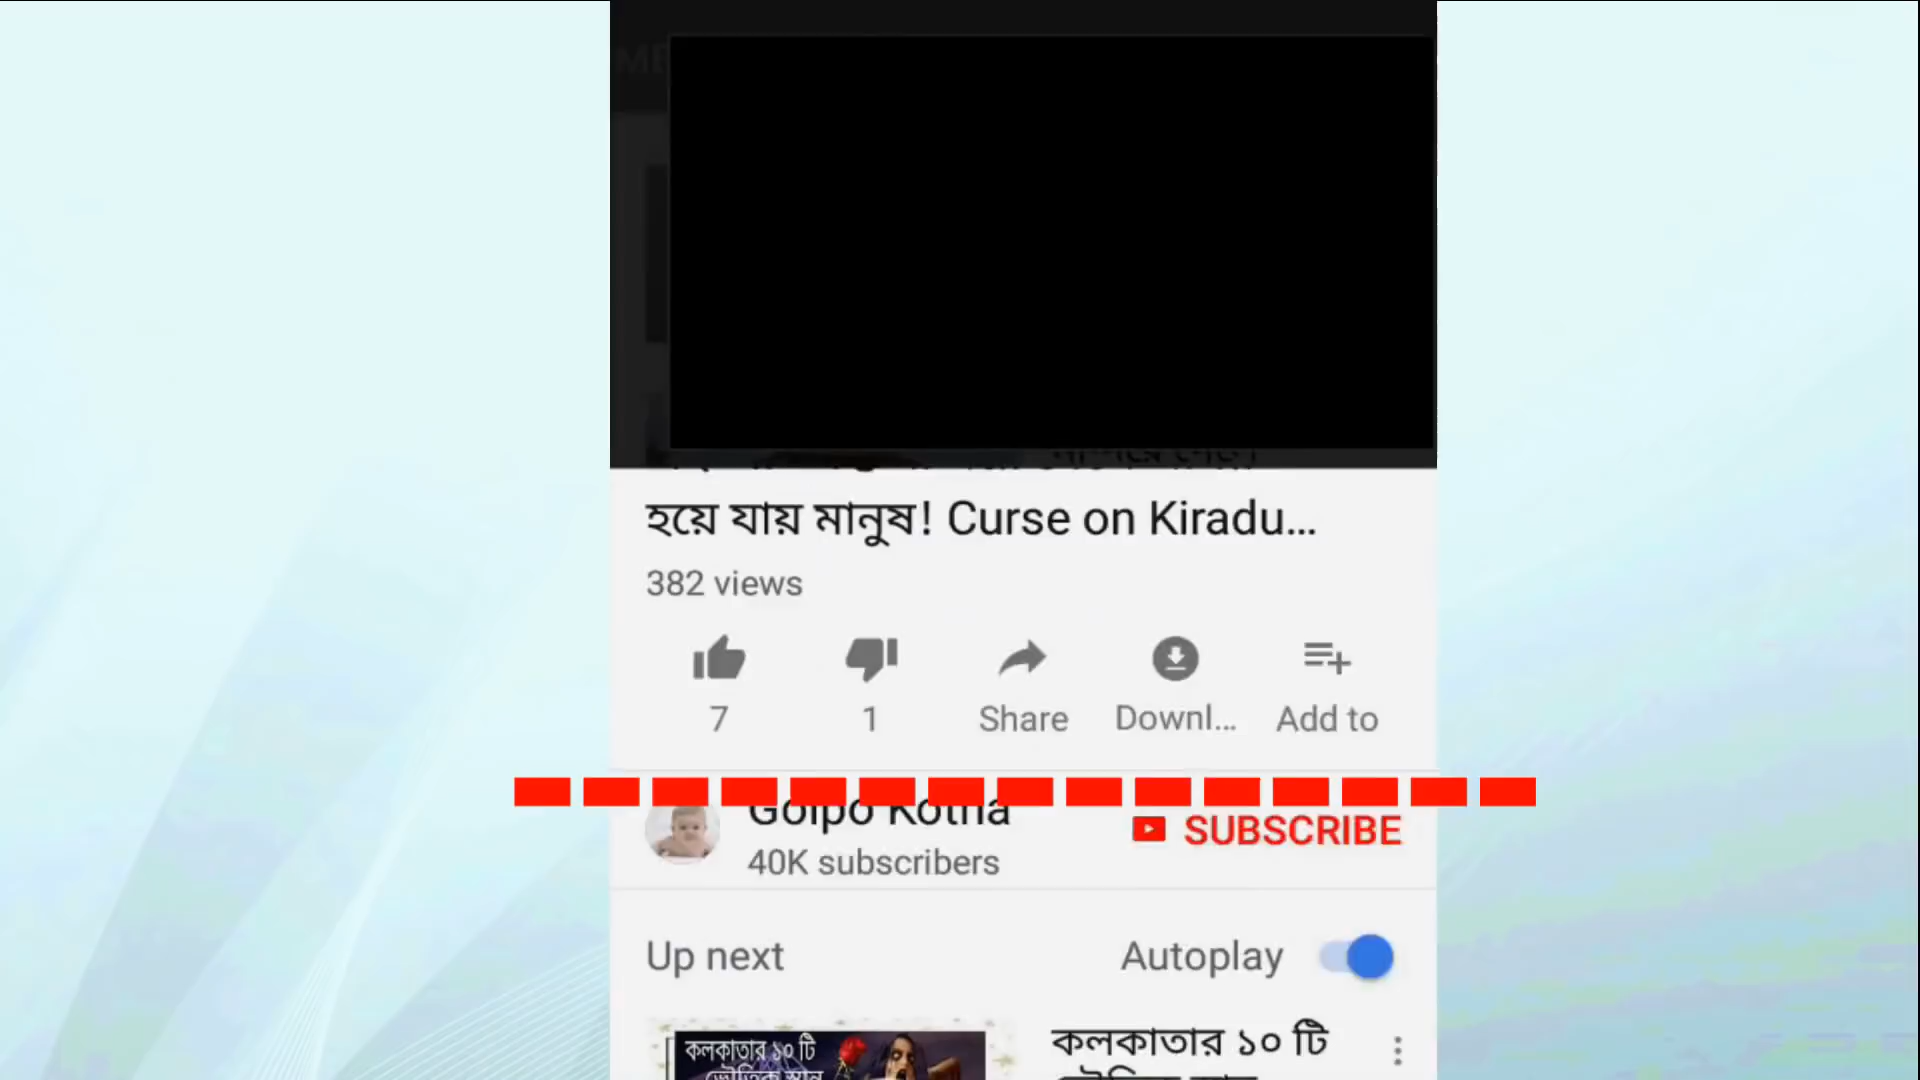 হয়ে যায় মানুষ! Curse on Kiradu...
382 views
7
1
Share
Downl...
Add to
Golpo Kotha
SUBSCRIBE
40K subscribers
Up next
Autoplay
কলকাতার ১০ টি
কলকাতার ১০ টি
ভৌতিক স্থান